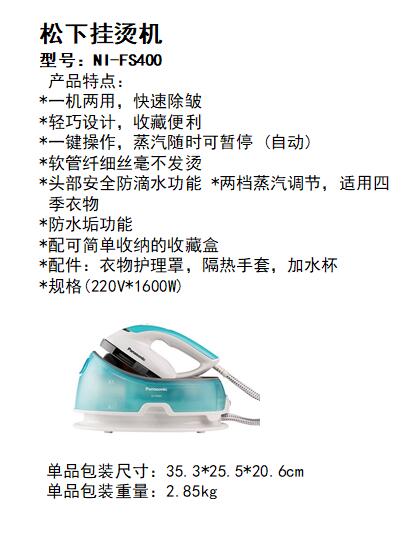 松下挂烫机
型号：NI-FS400
产品特点：
*一机两用，快速除皱
*轻巧设计，收藏便利
*一键操作，蒸汽随时可暂停 (自动)
*软管纤细丝毫不发烫
*头部安全防滴水功能 *两档蒸汽调节，适用四
季衣物
*防水垢功能
*配可简单收纳的收藏盒
*配件：衣物护理罩，隔热手套，加水杯
*规格(220V*1600W)
Panasonic
Panasonic
单品包装尺寸：35.3*25.5*20.6cm
单品包装重量：2.85kg